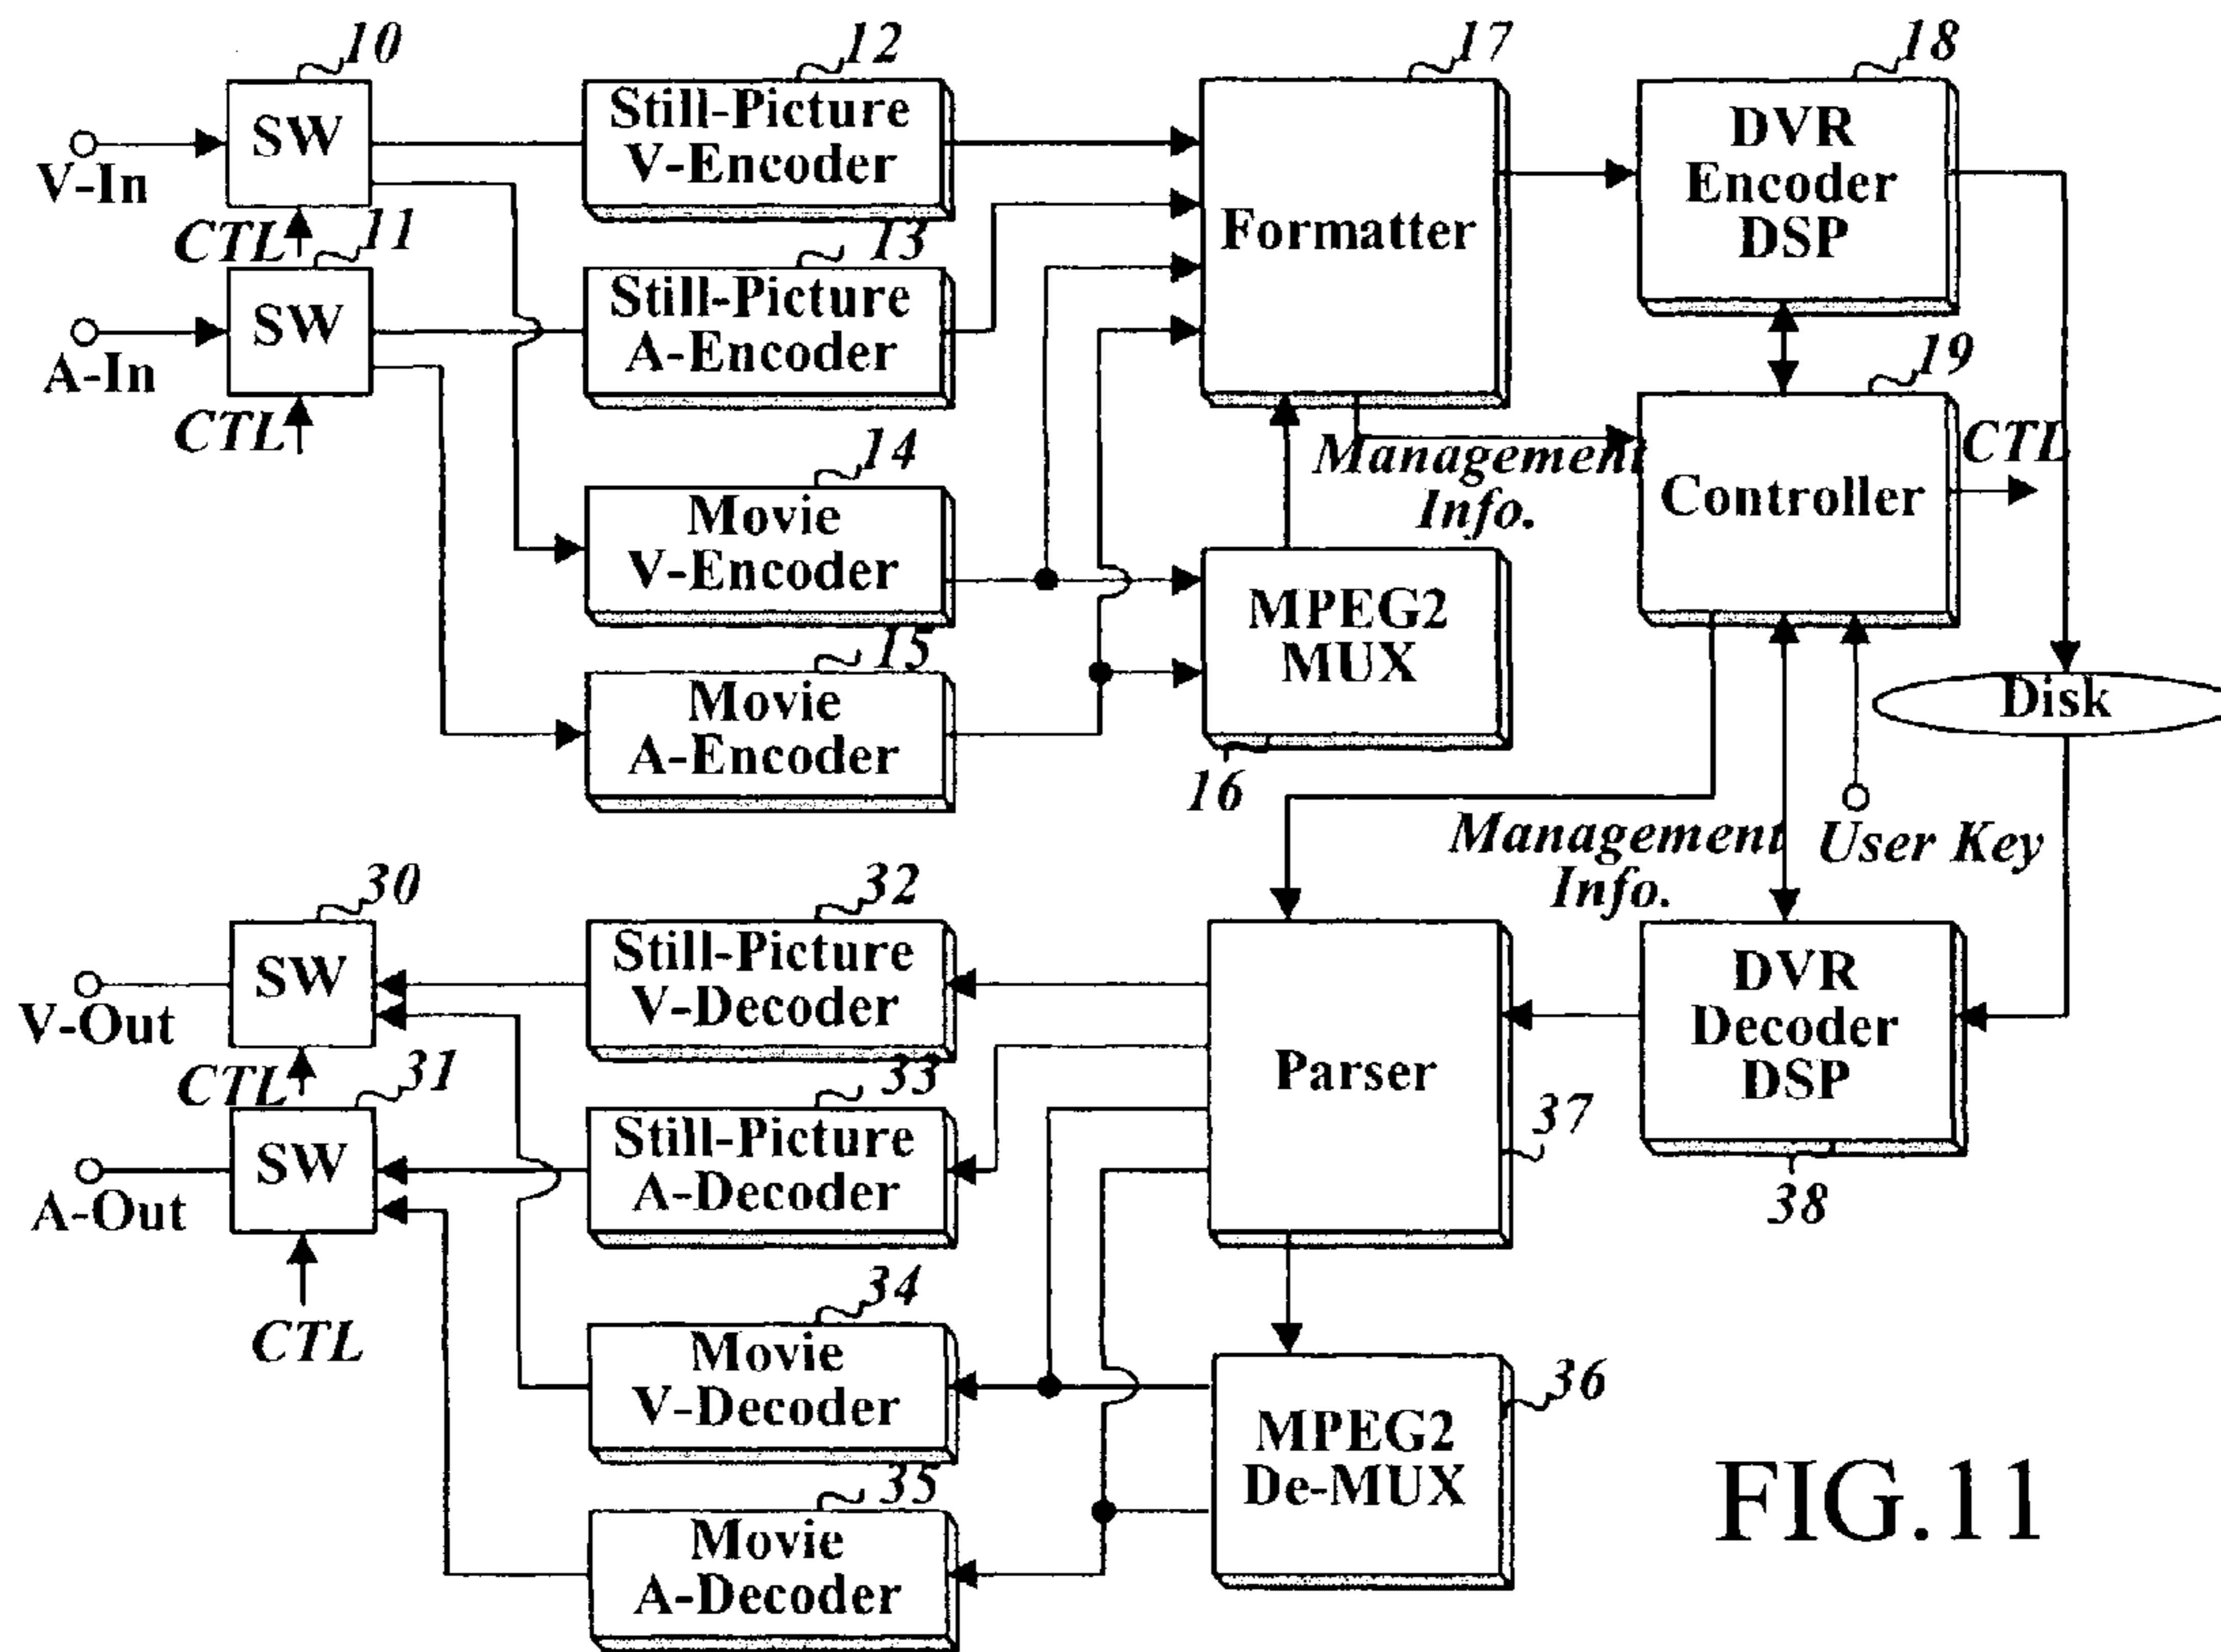 10
12
17
18
SW
Still-Picture
V-Encoder
V-In
CTL
11
13
Formatter
DVR
Encoder
DSP
SW
Still-Picture
A-Encoder
A-In
CTL
19
14
Management
Info.
Controller
CTL
Movie
V-Encoder
MPEG2
MUX
15
Movie
A-Encoder
16
Disk
Management
Info.
User Key
30
32
SW
Still-Picture
V-Decoder
V-Out
CTL
31
33
Parser
DVR
Decoder
DSP
37
38
SW
Still-Picture
A-Decoder
A-Out
CTL
34
Movie
V-Decoder
36
MPEG2
De-MUX
35
Movie
A-Decoder
FIG.11